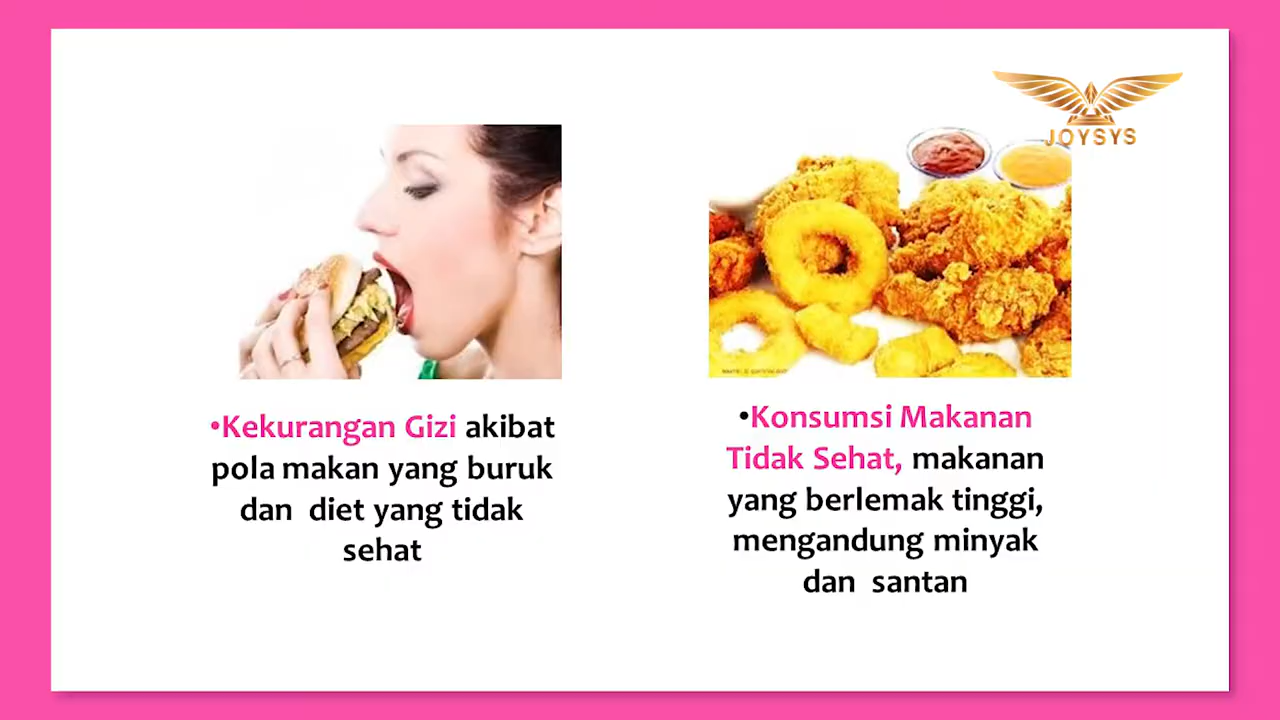 JOYSYS
•Kekurangan Gizi akibat
pola makan yang buruk
dan diet yang tidak
sehat
•Konsumsi Makanan
Tidak Sehat, makanan
yang berlemak tinggi,
mengandung minyak
dan santan